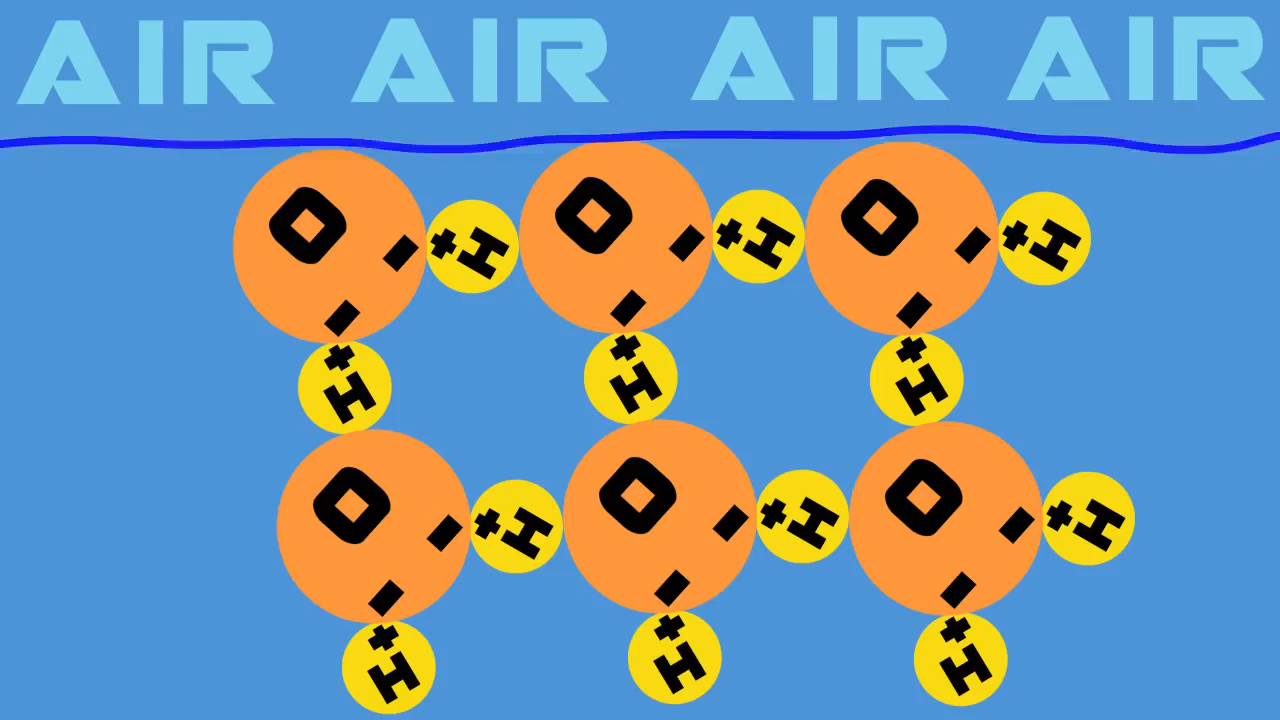 AIR AIR AIR AIR
O - +H O - +H O - +H
- - -
+H +H +H
O - +H O - +H O - +H
- - -
+H +H +H